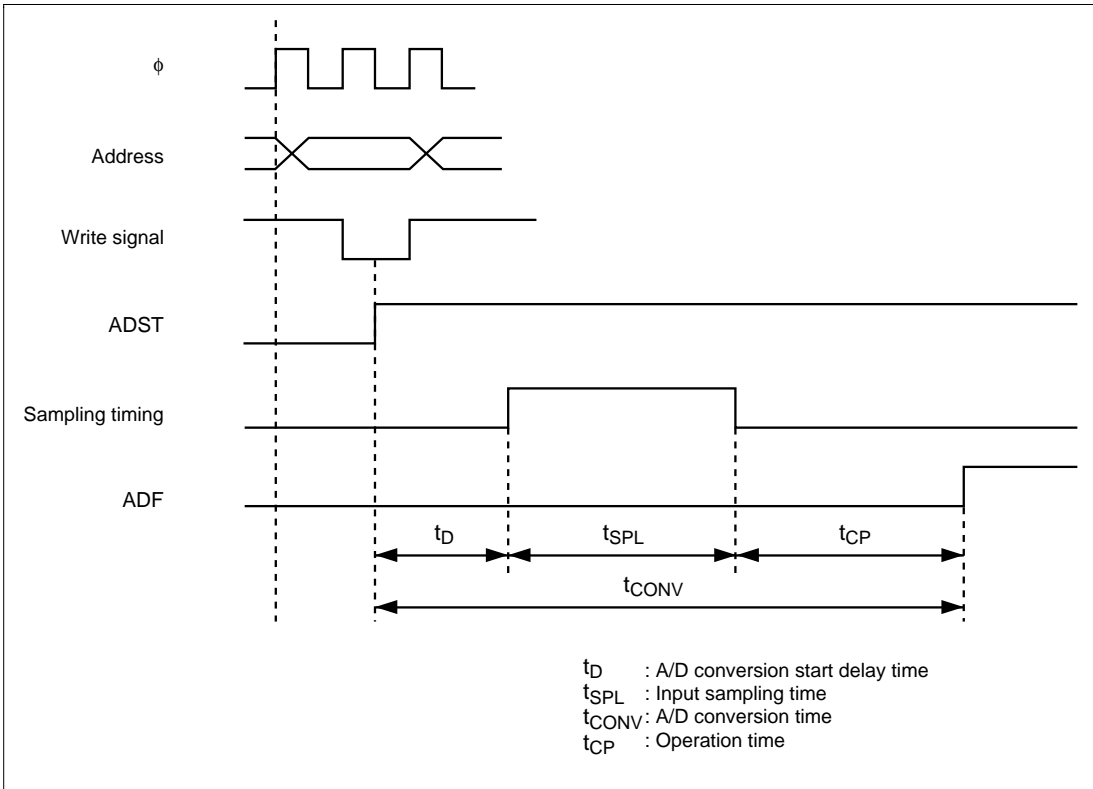 ϕ
Address
Write signal
ADST
Sampling timing
ADF
tD tSPL tCP
tCONV
tD : A/D conversion start delay time
tSPL : Input sampling time
tCONV : A/D conversion time
tCP : Operation time